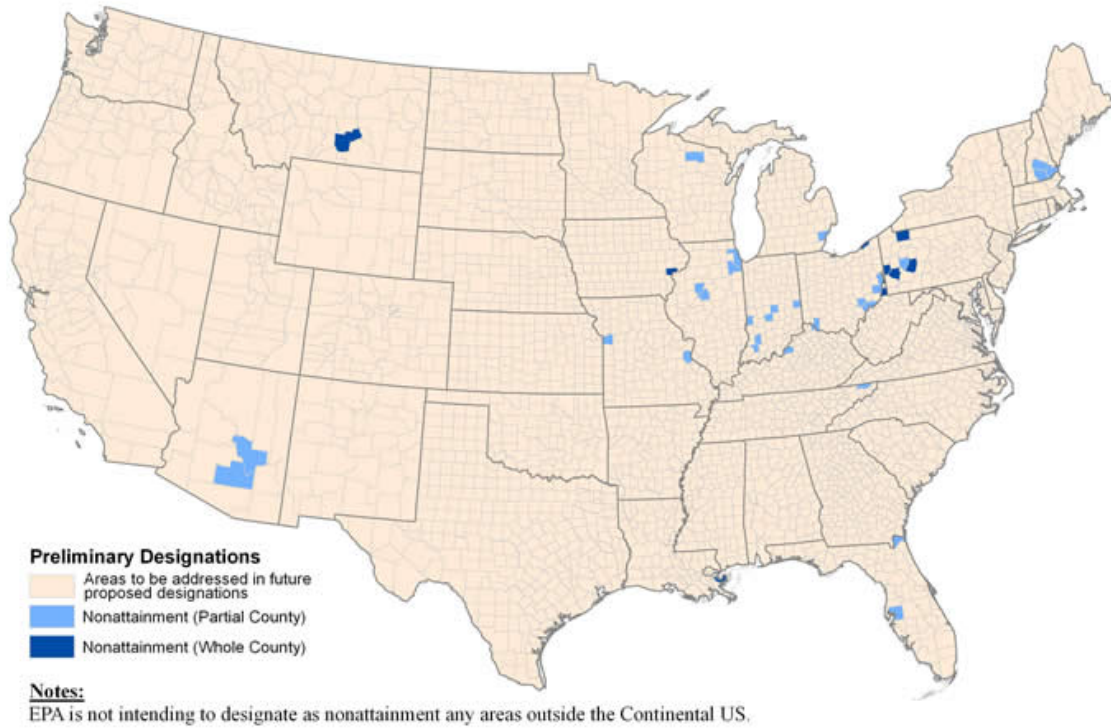 Preliminary Designations
Areas to be addressed in future
proposed designations
Nonattainment (Partial County)
Nonattainment (Whole County)
Notes:
EPA is not intending to designate as nonattainment any areas outside the Continental US.